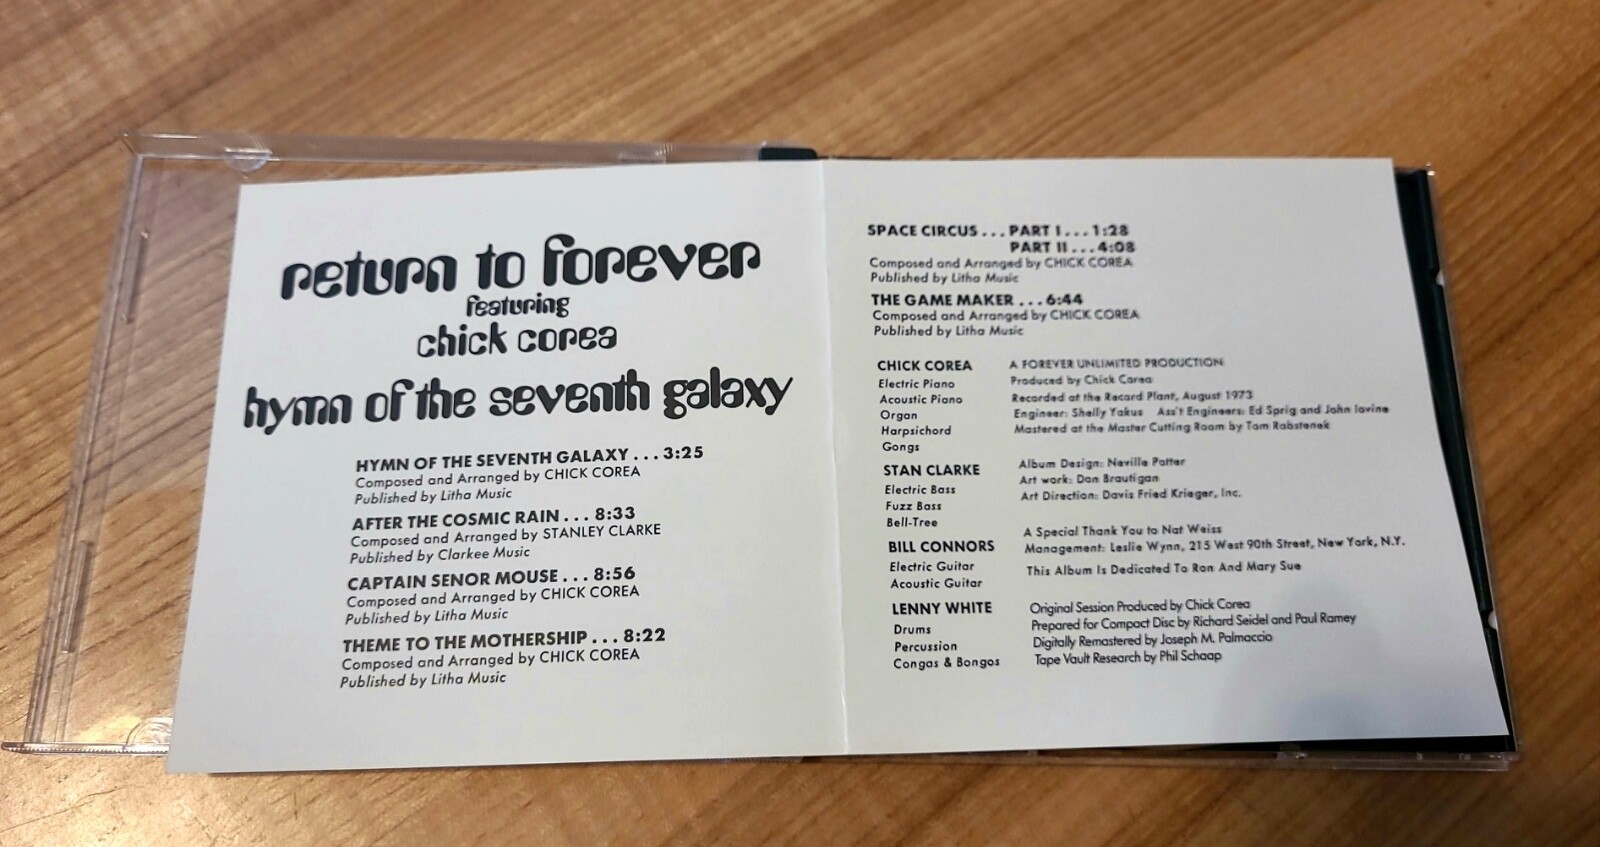 return to forever
featuring
chick corea
hymn of the seventh galaxy
HYMN OF THE SEVENTH GALAXY . . . 3:25
Composed and Arranged by CHICK COREA
Published by Litha Music
AFTER THE COSMIC RAIN . . . 8:33
Composed and Arranged by STANLEY CLARKE
Published by Clarkee Music
CAPTAIN SENOR MOUSE . . . 8:56
Composed and Arranged by CHICK COREA
Published by Litha Music
THEME TO THE MOTHERSHIP . . . 8:22
Composed and Arranged by CHICK COREA
Published by Litha Music
SPACE CIRCUS . . . PART I . . . 1:28
PART II . . . 4:08
Composed and Arranged by CHICK COREA
Published by Litha Music
THE GAME MAKER . . . 6:44
Composed and Arranged by CHICK COREA
Published by Litha Music
CHICK COREA
Electric Piano
Acoustic Piano
Organ
Harpsichord
Gongs
STAN CLARKE
Electric Bass
Fuzz Bass
Bell-Tree
BILL CONNORS
Electric Guitar
Acoustic Guitar
LENNY WHITE
Drums
Percussion
Congas & Bongos
A FOREVER UNLIMITED PRODUCTION
Produced by Chick Corea
Recorded at the Record Plant, August 1973
Engineer: Shelly Yakus Ass't Engineers: Ed Sprig and John Iovine
Mastered at the Master Cutting Room by Tom Rabstenek
Album Design: Neville Potter
Art work: Dan Brautigan
Art Direction: Davis Fried Krieger, Inc.
A Special Thank You to Nat Weiss
Management: Leslie Wynn, 215 West 90th Street, New York, N.Y.
This Album Is Dedicated To Ron And Mary Sue
Original Session Produced by Chick Corea
Prepared for Compact Disc by Richard Seidel and Paul Ramey
Digitally Remastered by Joseph M. Palmaccio
Tape Vault Research by Phil Schaap